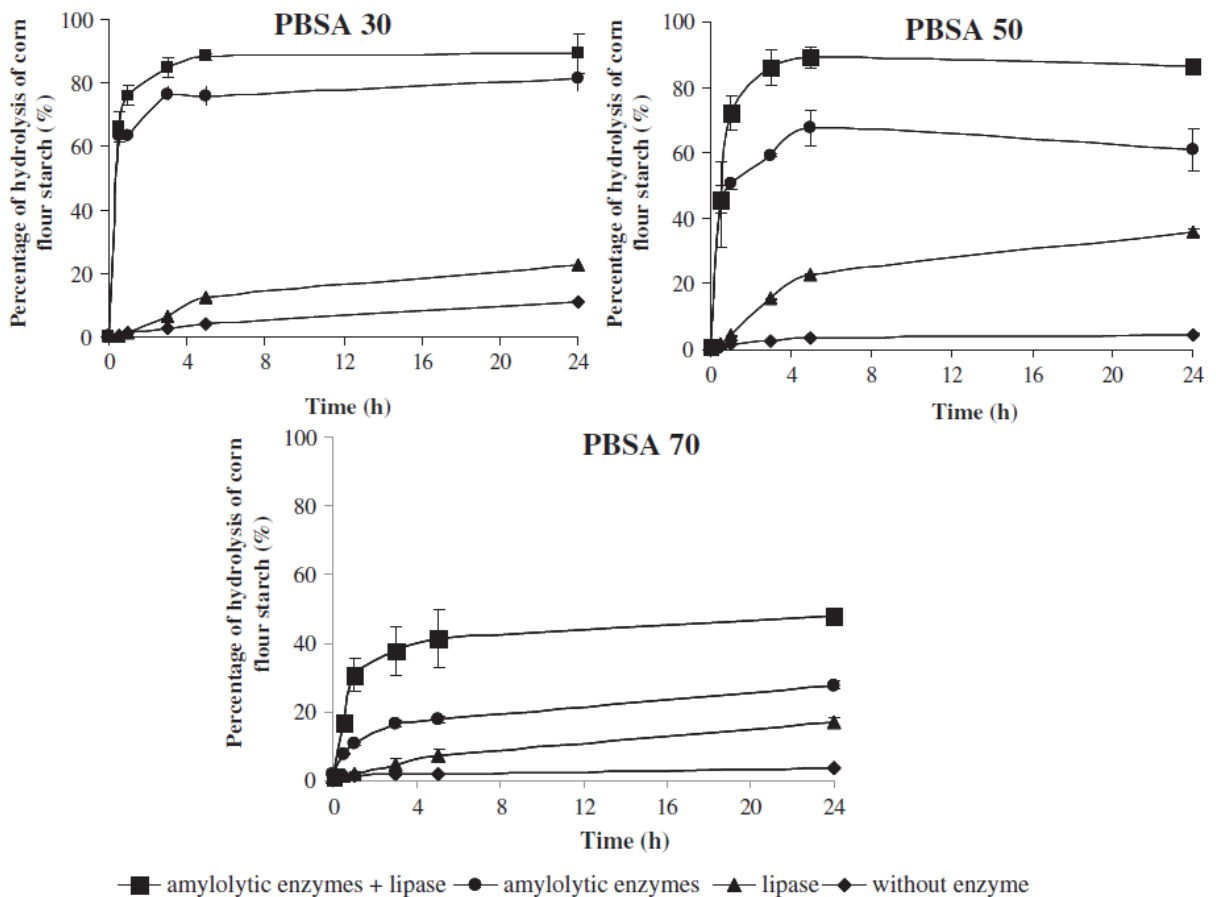 PBSA 30
Percentage of hydrolysis of corn
flour starch (%)
100
80
60
40
20
0
0 4 8 12 16 20 24
Time (h)
PBSA 50
Percentage of hydrolysis of corn
flour starch (%)
100
80
60
40
20
0
0 4 8 12 16 20 24
Time (h)
PBSA 70
Percentage of hydrolysis of corn
flour starch (%)
100
80
60
40
20
0
0 4 8 12 16 20 24
Time (h)
amylolytic enzymes + lipase amylolytic enzymes lipase without enzyme